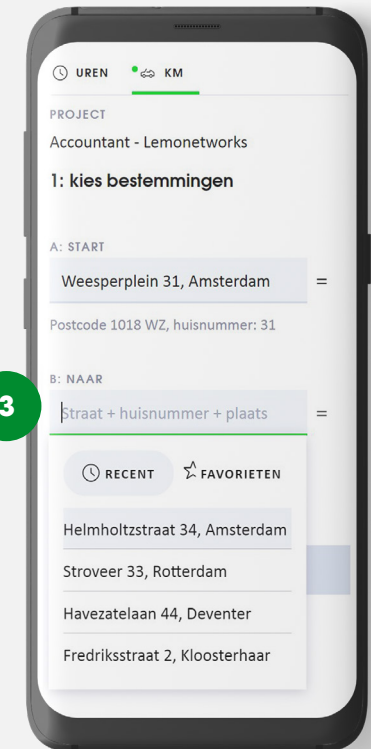 UREN KM
PROJECT
Accountant - Lemonetworks
1: kies bestemmingen
A: START
Weesperplein 31, Amsterdam =
Postcode 1018 WZ, huisnummer: 31
B: NAAR
3
Straat + huisnummer + plaats =
RECENT FAVORIETEN
Helmholtzstraat 34, Amsterdam
Stroveer 33, Rotterdam
Havezatelaan 44, Deventer
Fredriksstraat 2, Kloosterhaar